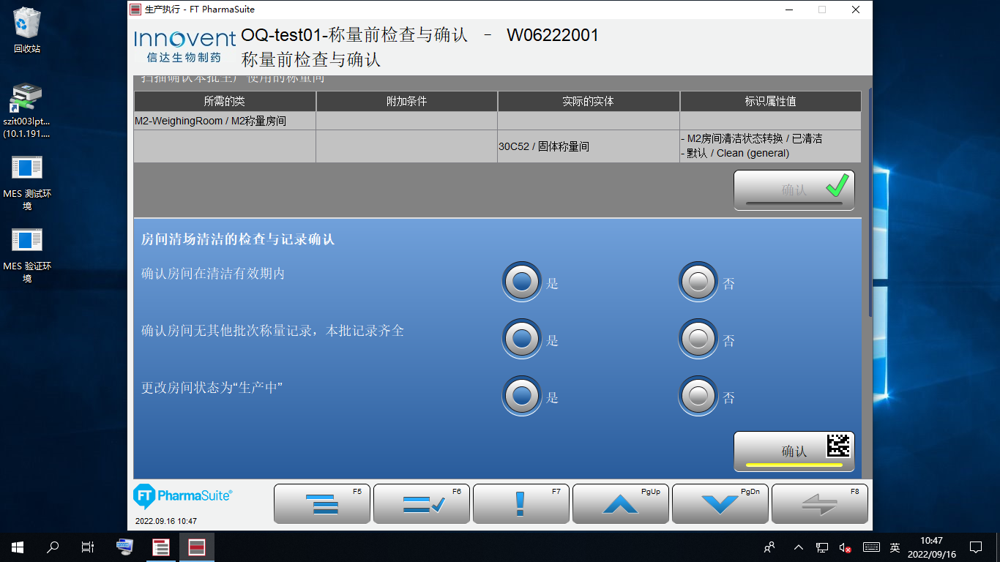 生产执行 - FT PharmaSuite
回收站
szit003lpt...
(10.1.191....
MES 测试环
境
MES 验证环
境
Innovent
信达生物制药
OQ-test01-称量前检查与确认 - W06222001
称量前检查与确认
扫描确认本批生产使用的称量间
所需的类 附加条件 实际的实体 标识属性值
M2-WeighingRoom / M2称量房间
30C52 / 固体称量间
- M2房间清洁状态转换 / 已清洁
- 默认 / Clean (general)
确认
房间清场清洁的检查与记录确认
确认房间在清洁有效期内 是 否
确认房间无其他批次称量记录，本批记录齐全 是 否
更改房间状态为“生产中” 是 否
确认
FT PharmaSuite®
2022.09.16 10:47
F5 F6 F7 PgUp PgDn F8
英
10:47
2022/09/16